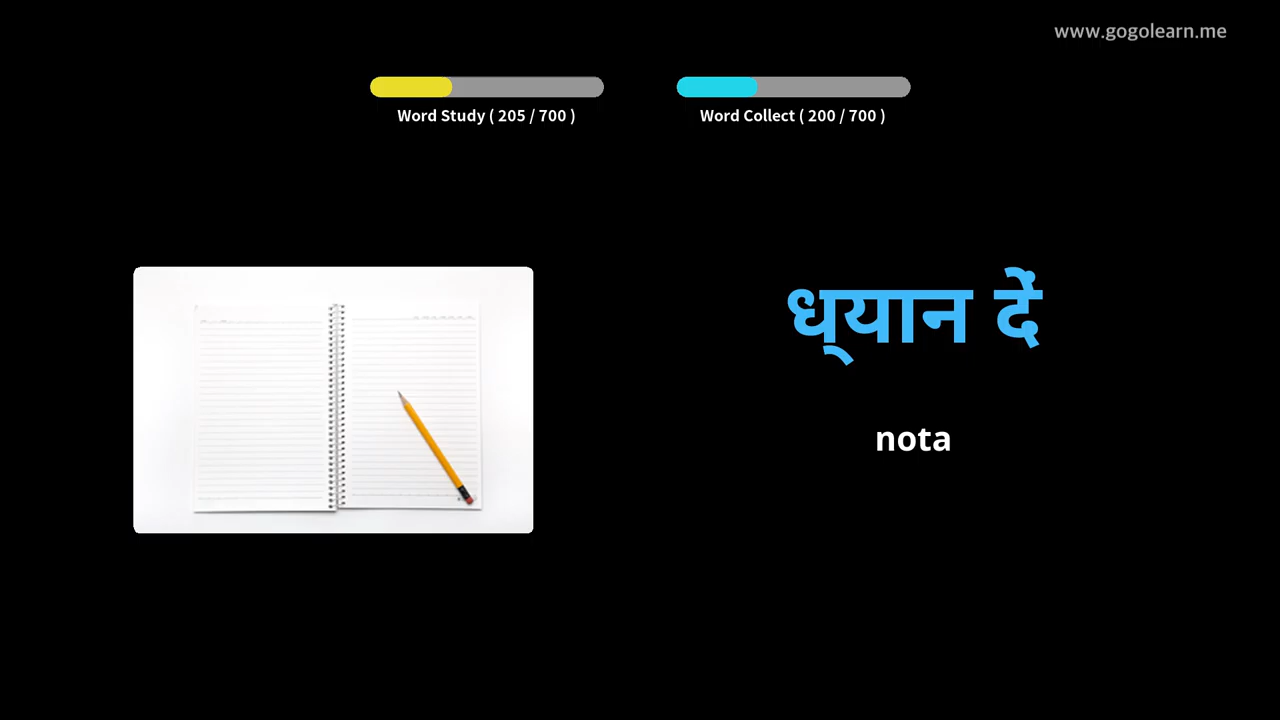 www.gogolearn.me
Word Study ( 205 / 700 )
Word Collect ( 200 / 700 )
ध्यान दें
nota